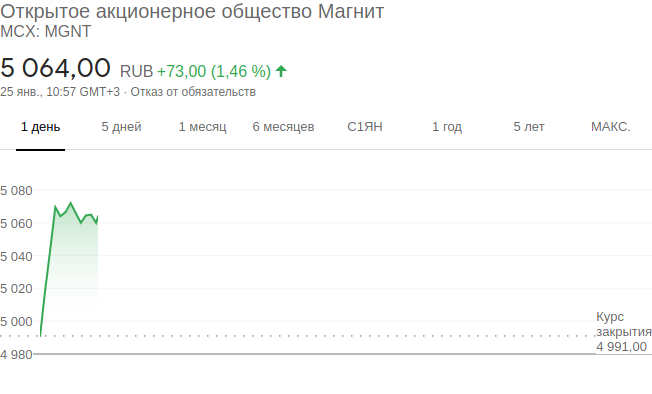 Открытое акционерное общество Магнит
MCX: MGNT
5 064,00 RUB +73,00 (1,46 %)
25 янв., 10:57 GMT+3 · Отказ от обязательств
1 день 5 дней 1 месяц 6 месяцев С1ЯН 1 год 5 лет МАКС.
5 080
5 060
5 040
5 020
5 000
Курс
закрытия
4 991,00
4 980